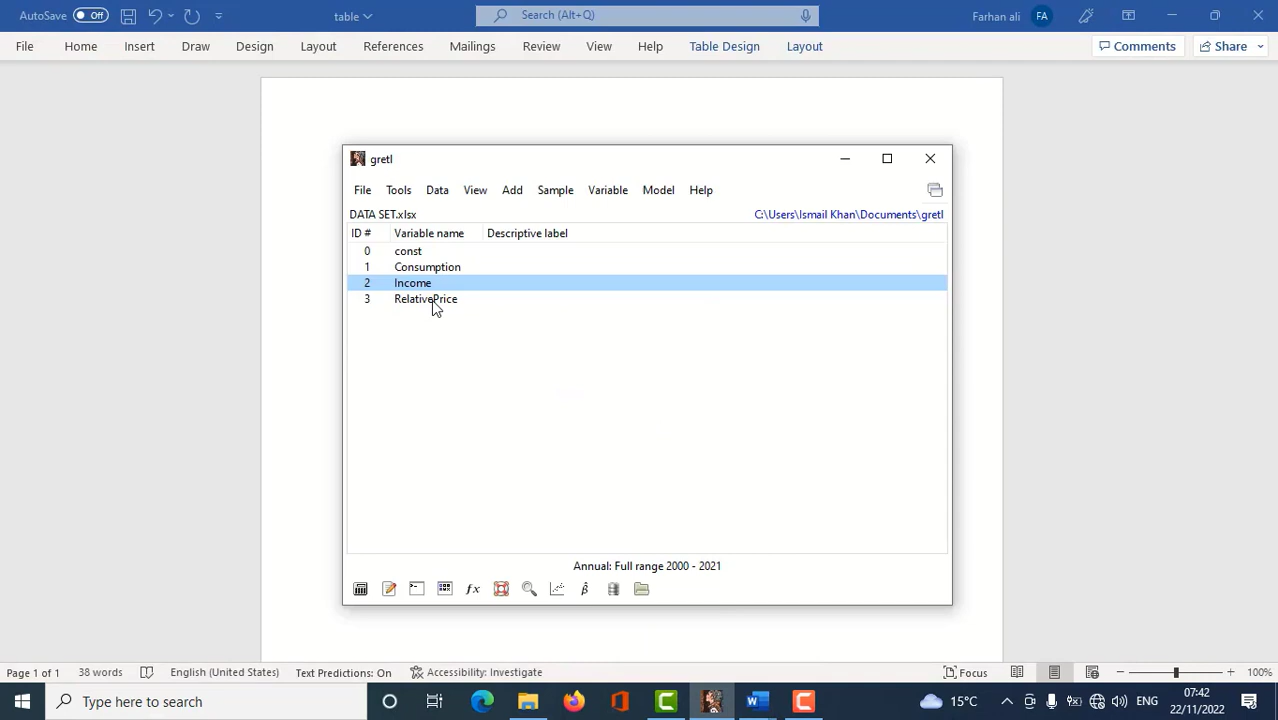 AutoSave Off table Search (Alt+Q) Farhan ali FA
File Home Insert Draw Design Layout References Mailings Review View Help Table Design Layout Comments Share
gretl
File Tools Data View Add Sample Variable Model Help
DATA SET.xlsx C:\Users\Ismail Khan\Documents\gretl
ID # Variable name Descriptive label
0 const
1 Consumption
2 Income
3 RelativePrice
Annual: Full range 2000 - 2021
fx β̂
Page 1 of 1 38 words English (United States) Text Predictions: On Accessibility: Investigate Focus 100%
Type here to search 15°C ENG 07:42
22/11/2022